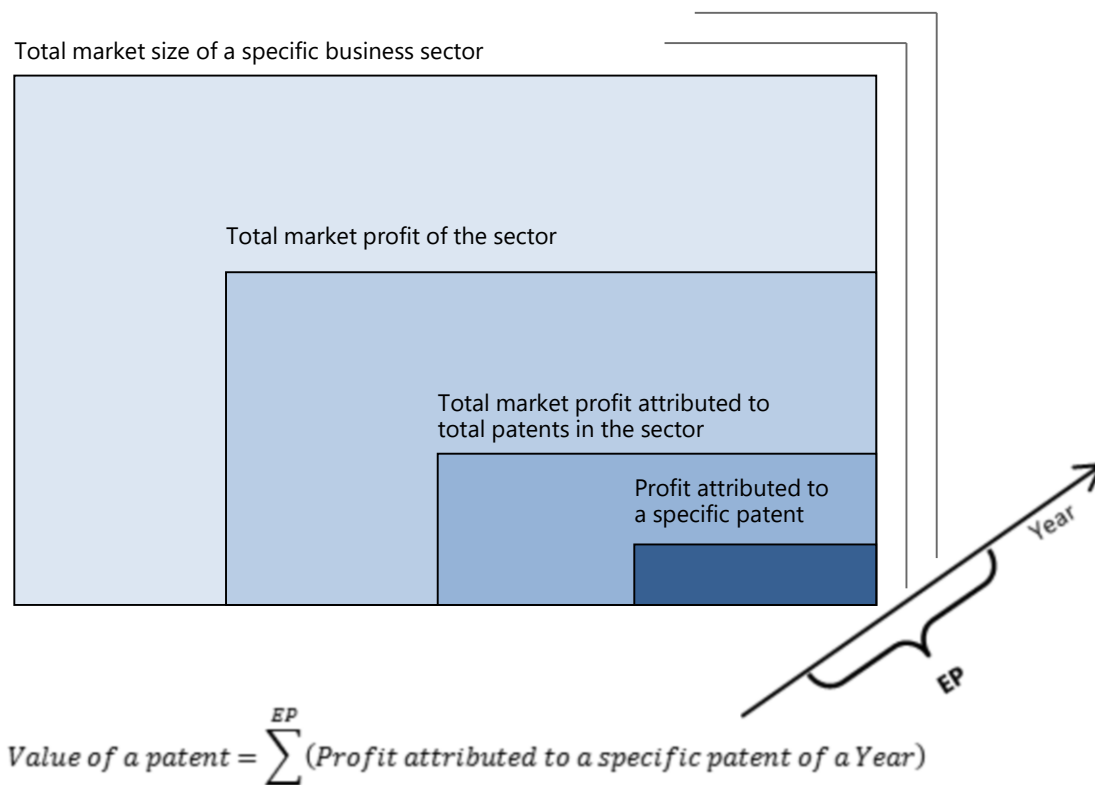 Total market size of a specific business sector
Total market profit of the sector
Total market profit attributed to
total patents in the sector
Profit attributed to
a specific patent
Year
EP
EP
Value of a patent = ∑(Profit attributed to a specific patent of a Year)